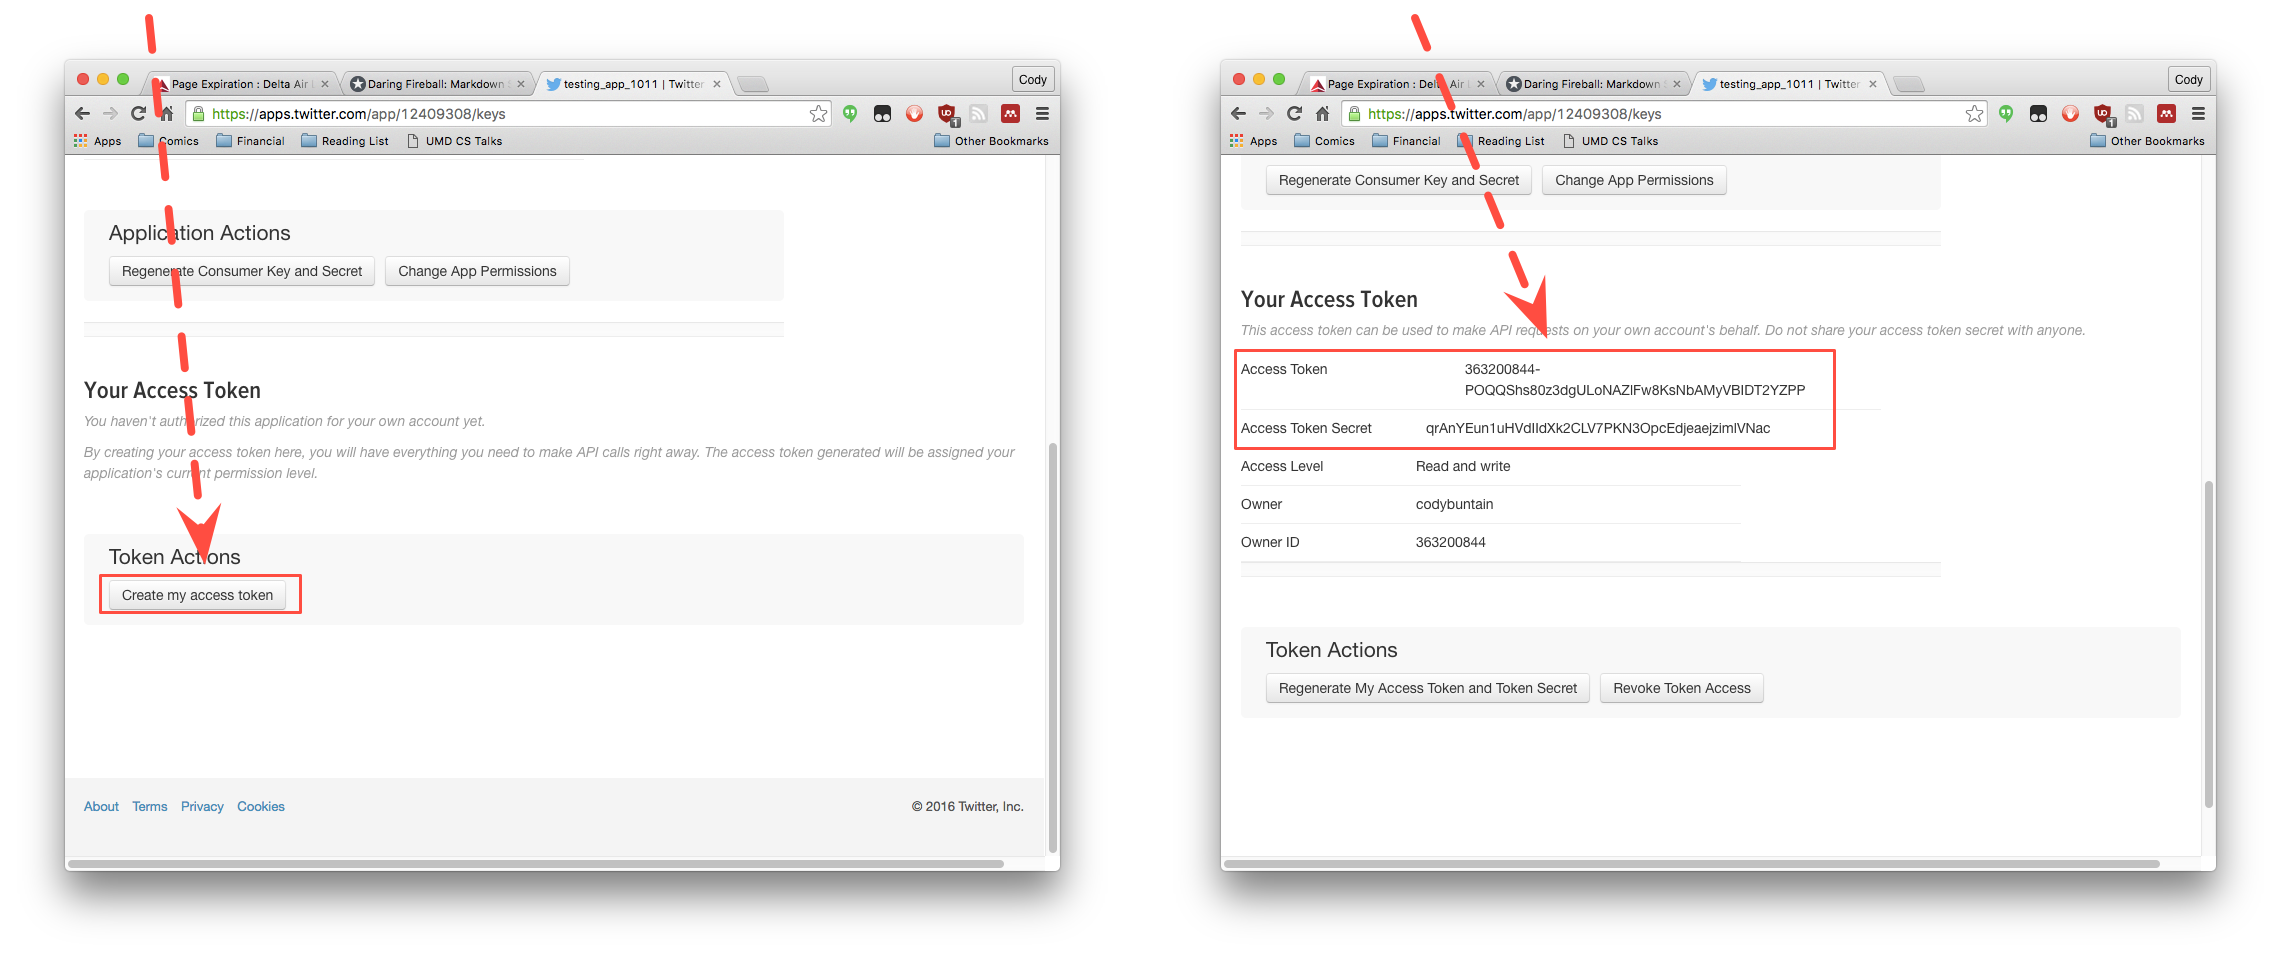 Page Expiration : Delta Air
Daring Fireball: Markdown
testing_app_1011 | Twitter
Cody
https://apps.twitter.com/app/12409308/keys
Apps
Comics
Financial
Reading List
UMD CS Talks
Other Bookmarks
Application Actions
Regenerate Consumer Key and Secret
Change App Permissions
Your Access Token
You haven't authorized this application for your own account yet.
By creating your access token here, you will have everything you need to make API calls right away. The access token generated will be assigned your
application's current permission level.
Token Actions
Create my access token
About
Terms
Privacy
Cookies
© 2016 Twitter, Inc.
Page Expiration : Delta Air
Daring Fireball: Markdown
testing_app_1011 | Twitter
Cody
https://apps.twitter.com/app/12409308/keys
Apps
Comics
Financial
Reading List
UMD CS Talks
Other Bookmarks
Regenerate Consumer Key and Secret
Change App Permissions
Your Access Token
This access token can be used to make API requests on your own account's behalf. Do not share your access token secret with anyone.
Access Token
363200844-
POQQShs80z3dgULoNAZlFw8KsNbAMyVBIDT2YZPP
Access Token Secret
qrAnYEun1uHVdIIdXk2CLV7PKN3OpcEdjeaejzimlVNac
Access Level
Read and write
Owner
codybuntain
Owner ID
363200844
Token Actions
Regenerate My Access Token and Token Secret
Revoke Token Access